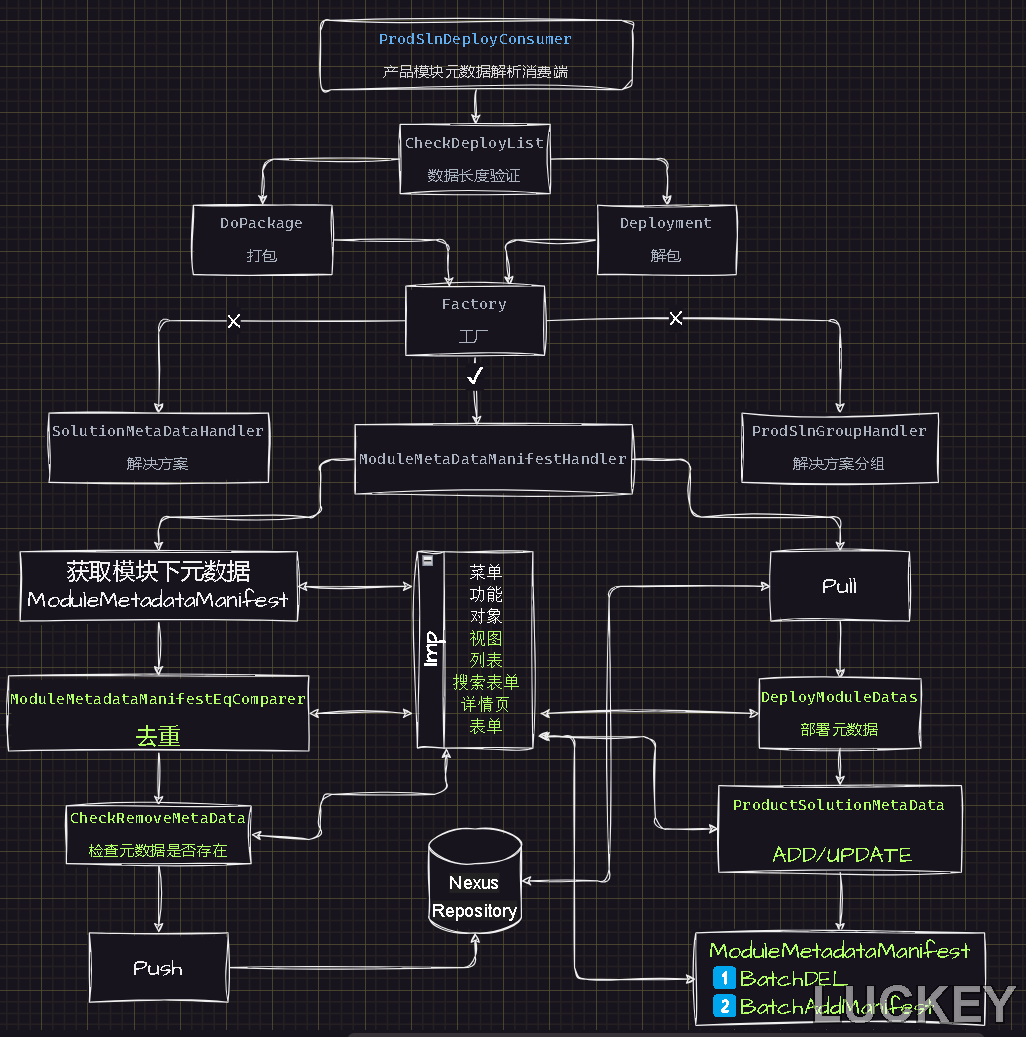 ProdSlnDeployConsumer
产品模块元数据解析消费端
CheckDeployList
数据长度验证
DoPackage
打包
Deployment
解包
Factory
工厂
X
X
✓
SolutionMetaDataHandler
解决方案
ModuleMetaDataManifestHandler
ProdSlnGroupHandler
解决方案分组
获取模块下元数据
ModuleMetadataManifest
Imp
菜单
功能
对象
视图
列表
搜索表单
详情页
表单
Pull
ModuleMetadataManifestEqComparer
去重
DeployModuleDatas
部署元数据
CheckRemoveMetaData
检查元数据是否存在
ProductSolutionMetaData
ADD/UPDATE
Nexus
Repository
Push
ModuleMetadataManifest
1 BatchDEL
2 BatchAddManifest
LUCKEY